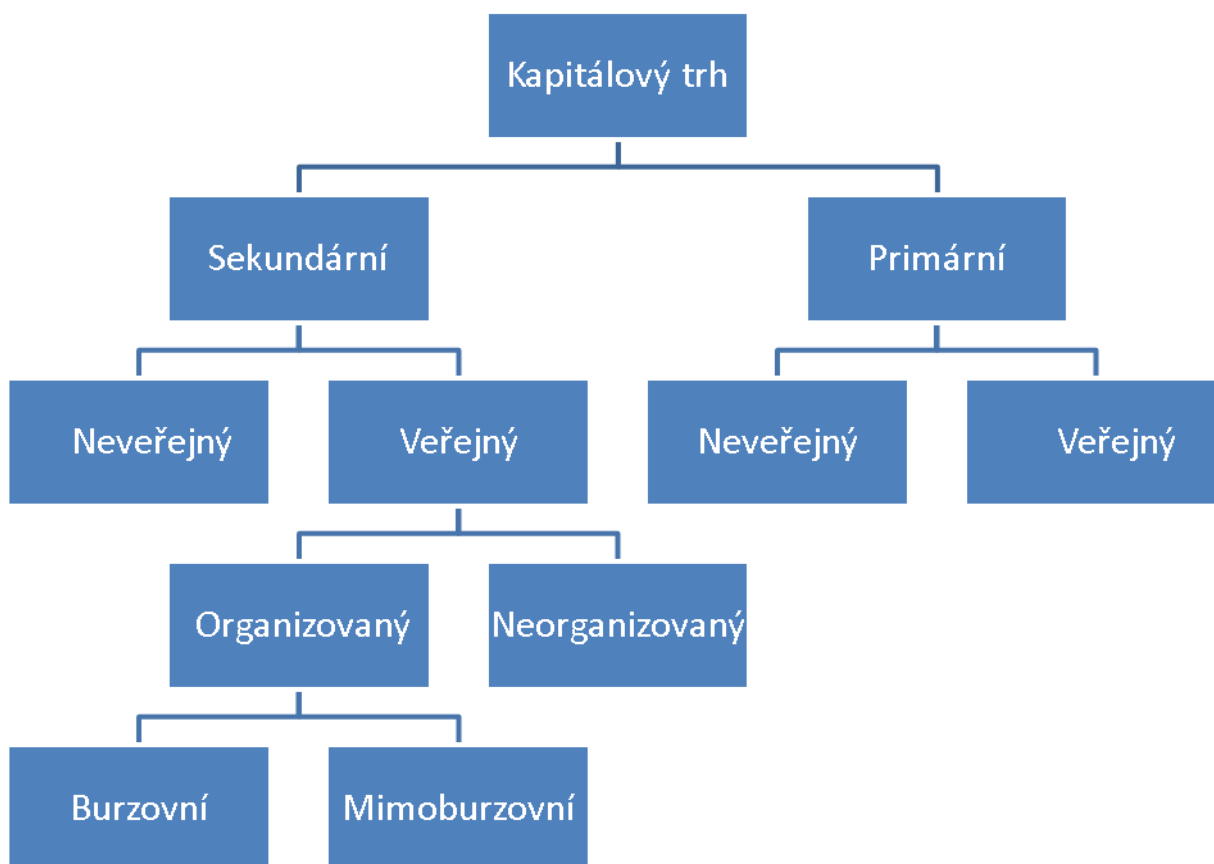 Kapitálový trh
Sekundární
Primární
Neveřejný
Veřejný
Neveřejný
Veřejný
Organizovaný
Neorganizovaný
Burzovní
Mimoburzovní